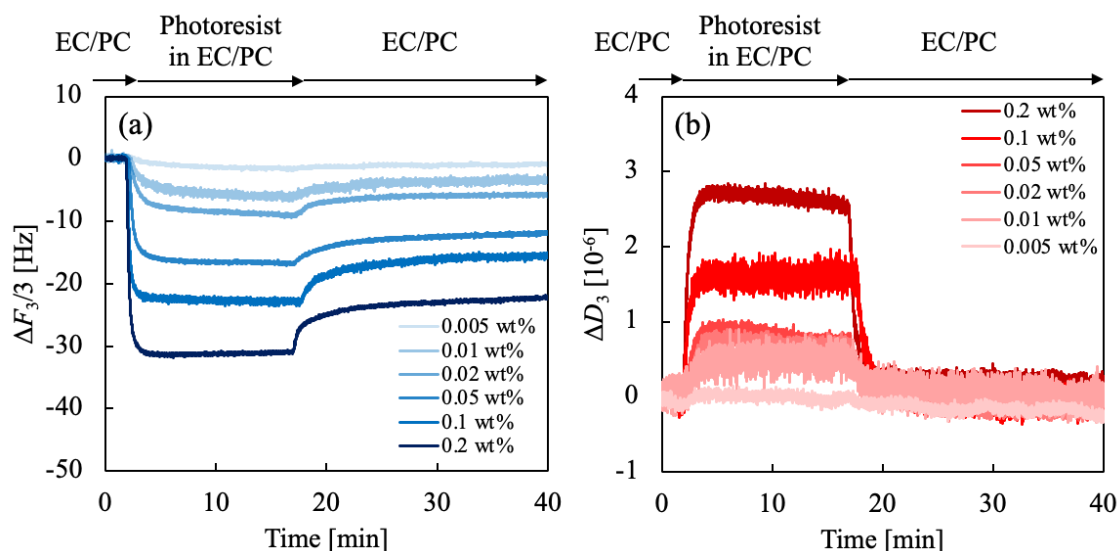 EC/PC
Photoresist
in EC/PC
EC/PC
(a)
10
0
-10
-20
-30
-40
-50
ΔF3/3 [Hz]
0.005 wt%
0.01 wt%
0.02 wt%
0.05 wt%
0.1 wt%
0.2 wt%
0 10 20 30 40
Time [min]
EC/PC
Photoresist
in EC/PC
EC/PC
(b)
4
3
2
1
0
-1
ΔD3 [10-6]
0.2 wt%
0.1 wt%
0.05 wt%
0.02 wt%
0.01 wt%
0.005 wt%
0 10 20 30 40
Time [min]